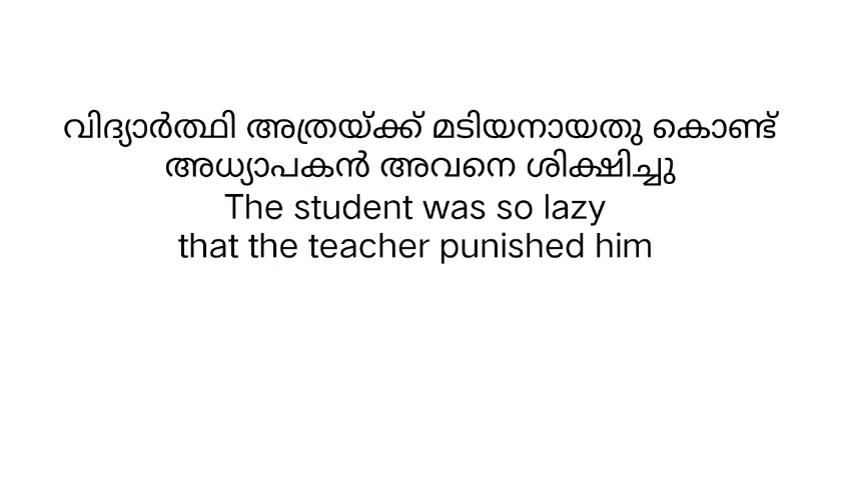 വിദ്യാർത്ഥി അത്രയ്ക്ക് മടിയനായതു കൊണ്ട്
അധ്യാപകൻ അവനെ ശിക്ഷിച്ചു
The student was so lazy
that the teacher punished him